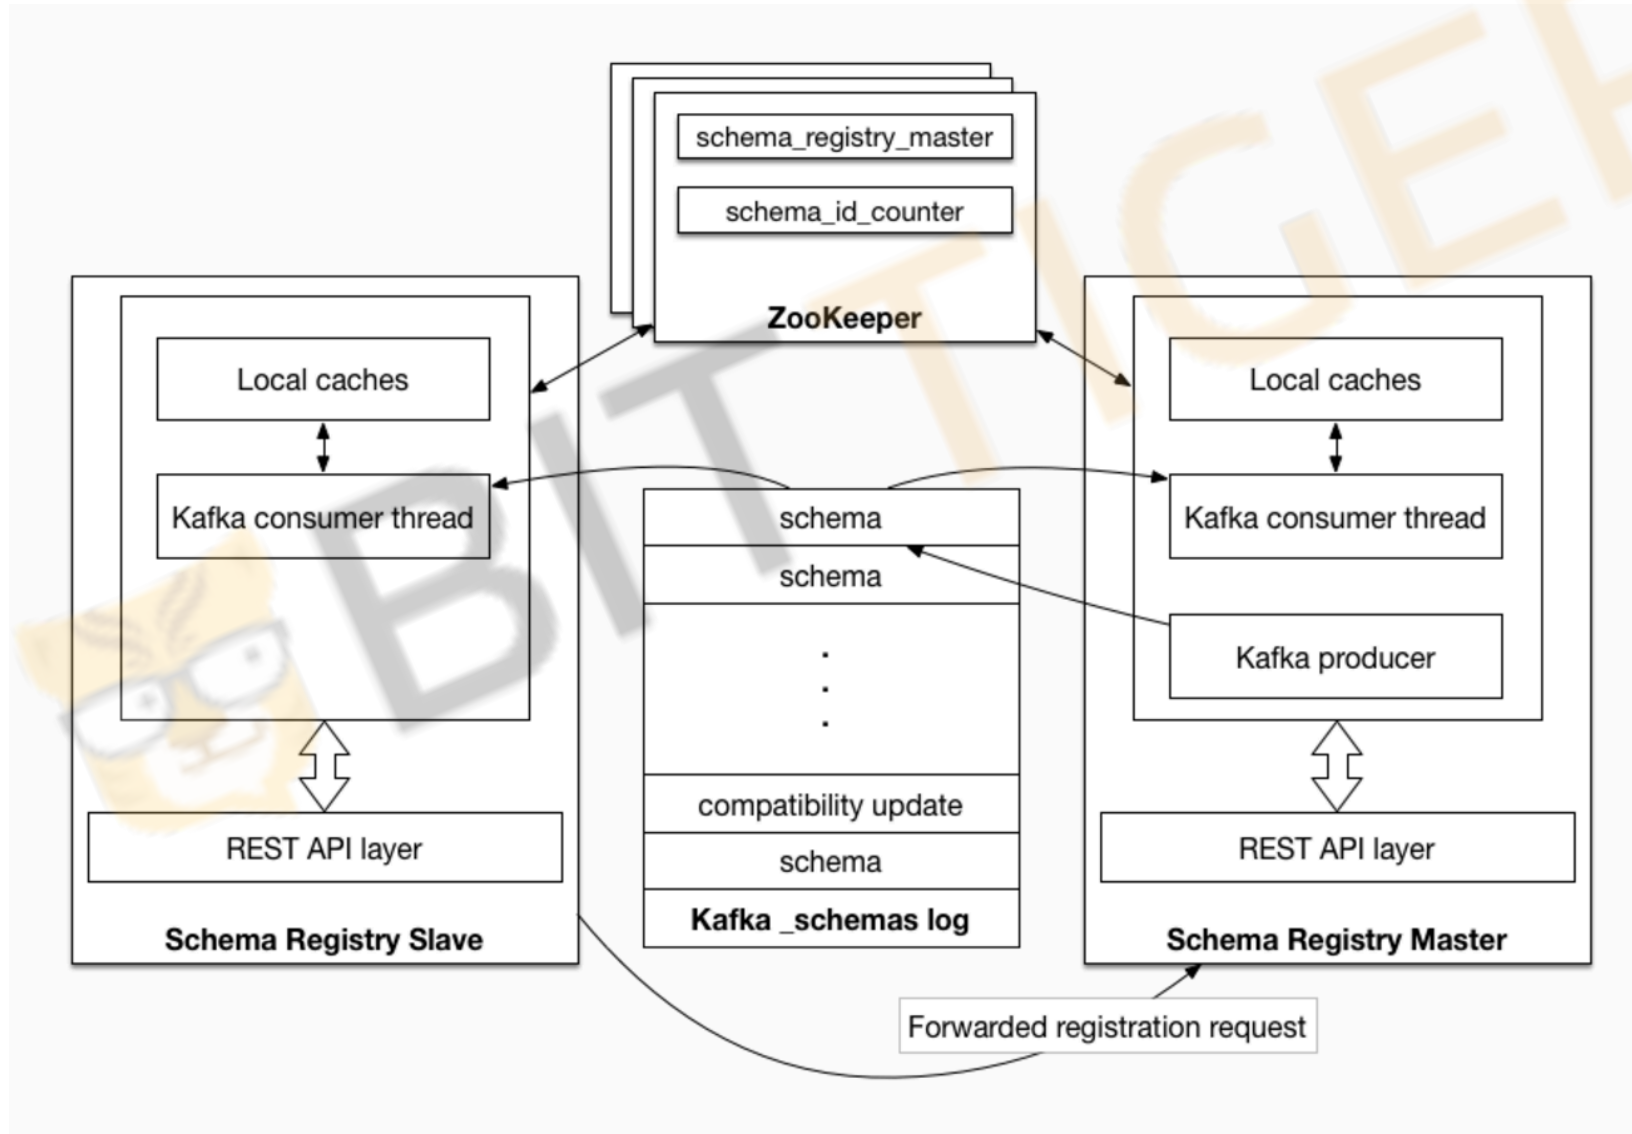 schema_registry_master
schema_id_counter
ZooKeeper
Local caches
Kafka consumer thread
REST API layer
Schema Registry Slave
schema
schema
.
.
.
compatibility update
schema
Kafka _schemas log
Local caches
Kafka consumer thread
Kafka producer
REST API layer
Schema Registry Master
Forwarded registration request
BIT TIGER